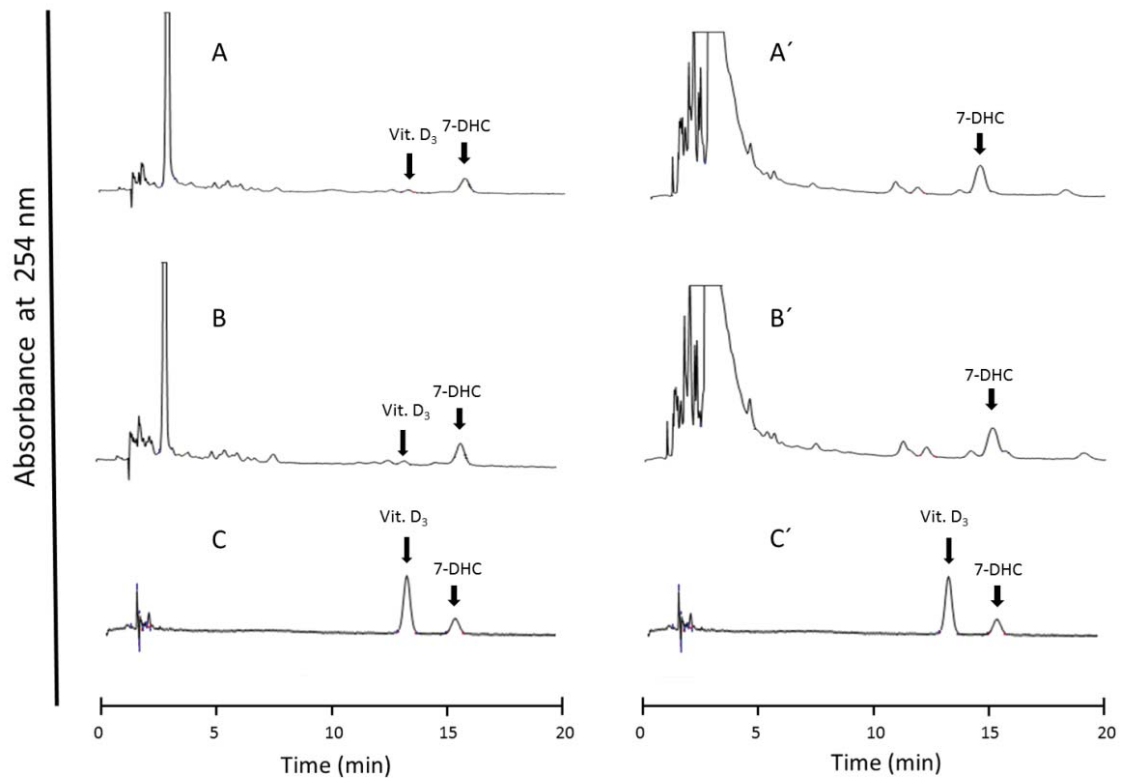 Absorbance at 254 nm
A
Vit. D₃
7-DHC
A´
7-DHC
B
Vit. D₃
7-DHC
B´
7-DHC
C
Vit. D₃
7-DHC
C´
Vit. D₃
7-DHC
0 5 10 15 20
Time (min)
0 5 10 15 20
Time (min)